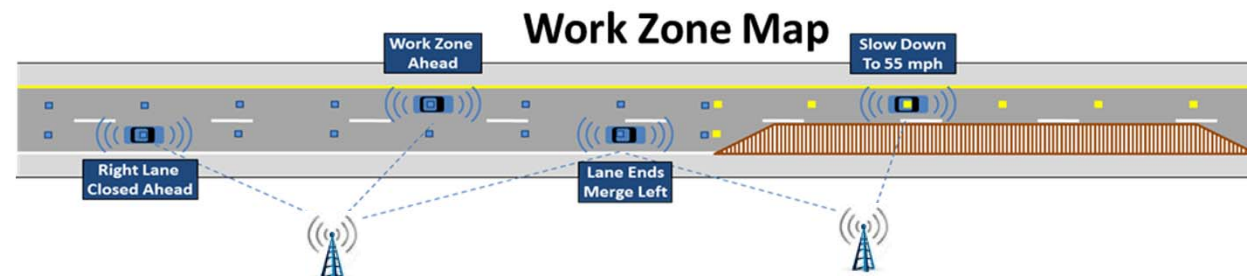 Work Zone Map
Work Zone
Ahead
Slow Down
To 55 mph
Right Lane
Closed Ahead
Lane Ends
Merge Left